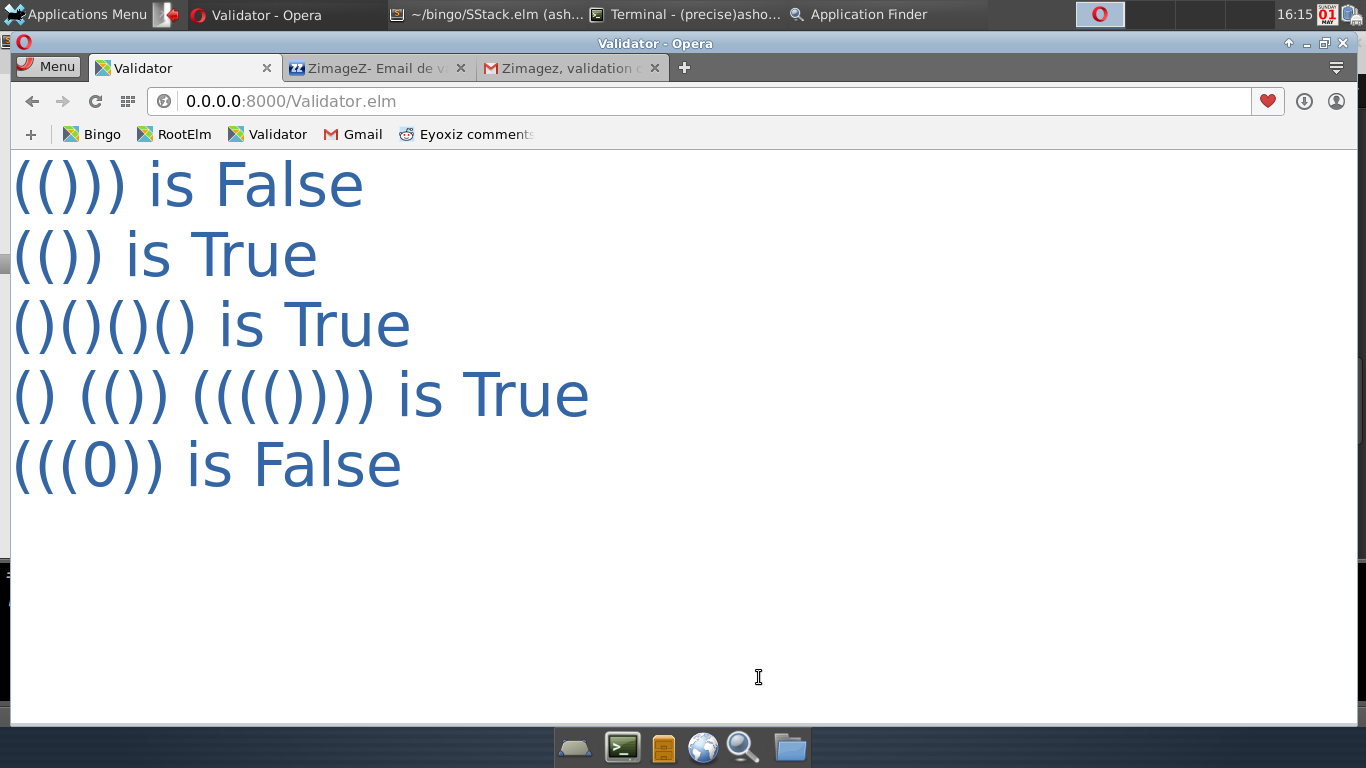 Applications Menu Validator - Opera ~/bingo/SStack.elm (ash... Terminal - (precise)asho... Application Finder 16:15 SUNDAY 01 MAY
Validator - Opera
Menu Validator ZimageZ- Email de v Zimagez, validation
0.0.0.0:8000/Validator.elm
Bingo RootElm Validator Gmail Eyoxiz comments
(())) is False
(()) is True
()()()() is True
() (()) (((()))) is True
(((0)) is False